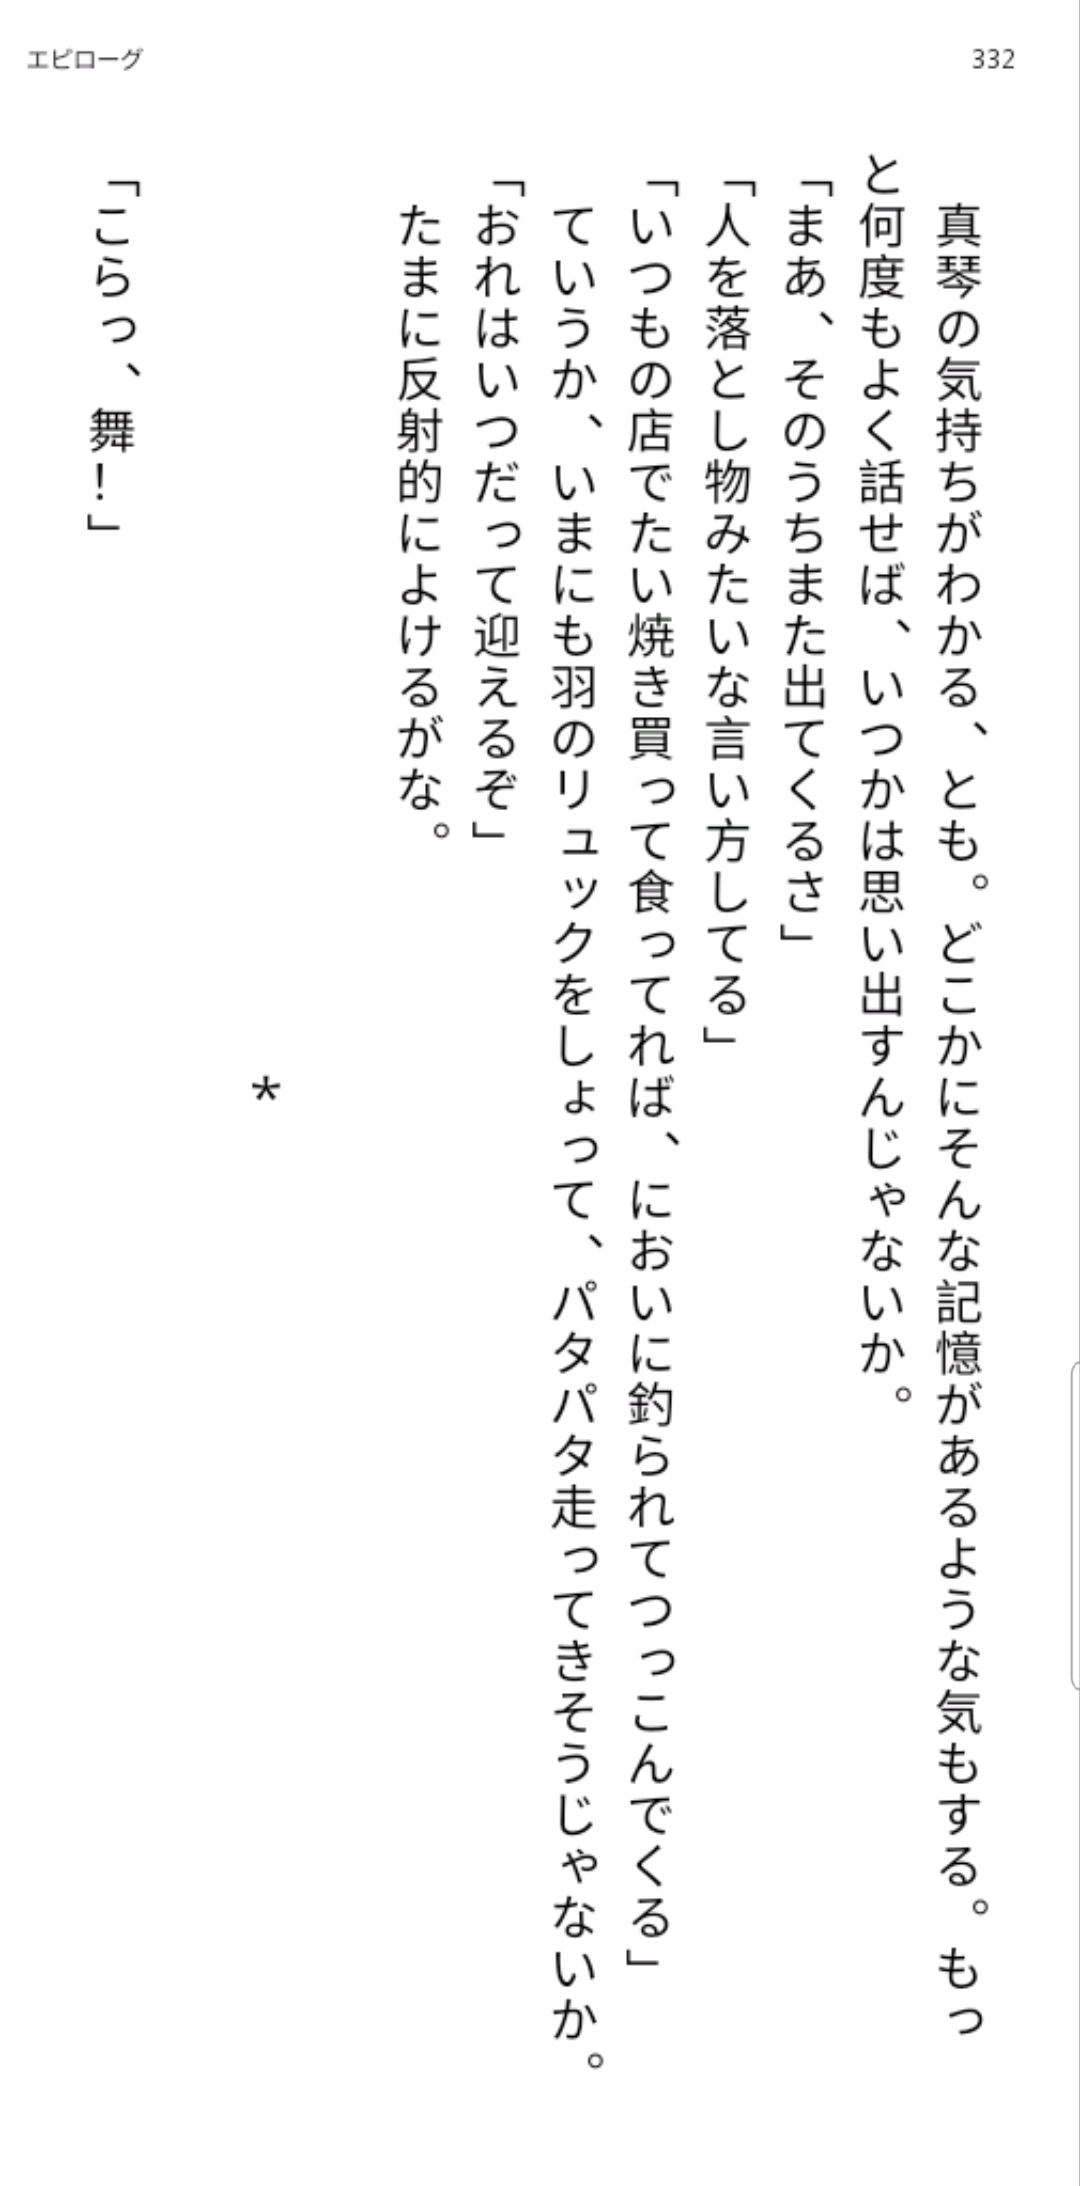 エピローグ
332
真琴の気持ちがわかる、とも。どこかにそんな記憶があるような気もする。もっ
と何度もよく話せば、いつかは思い出すんじゃないか。
「まあ、そのうちまた出てくるさ」
「人を落とし物みたいな言い方してる」
「いつもの店でたい焼き買って食ってれば、においに釣られてつっこんでくる」
ていうか、いまにも羽のリュックをしょって、パタパタ走ってきそうじゃないか。
「おれはいつだって迎えるぞ」
たまに反射的によけるがな。
*
「こらっ、舞！」